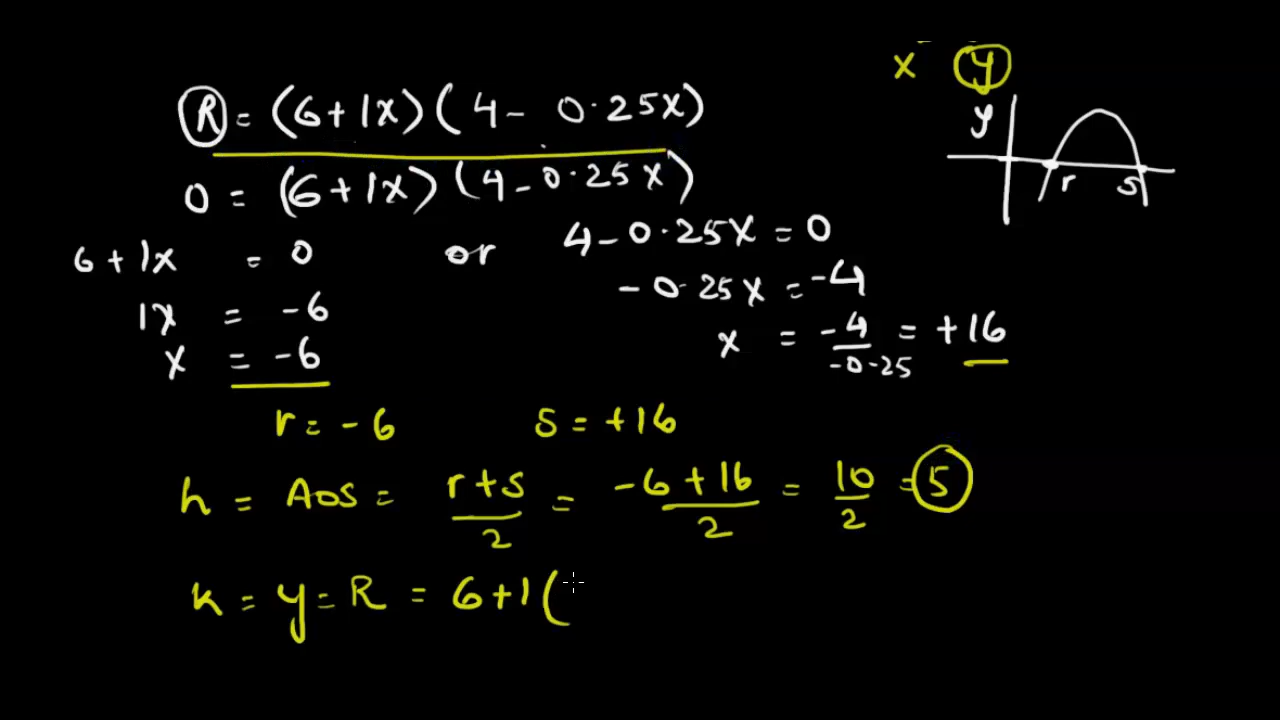 x y
R = (6+1x)(4- 0.25x)
y
0 = (6+1x)(4-0.25x)
r s
6+1x = 0 or 4-0.25x = 0
1x = -6 -0.25x = -4
x = -6 x = -4/-0.25 = +16
r = -6 s = +16
h = AOS = r+s/2 = -6+16/2 = 10/2 = 5
k = y = R = 6+1(